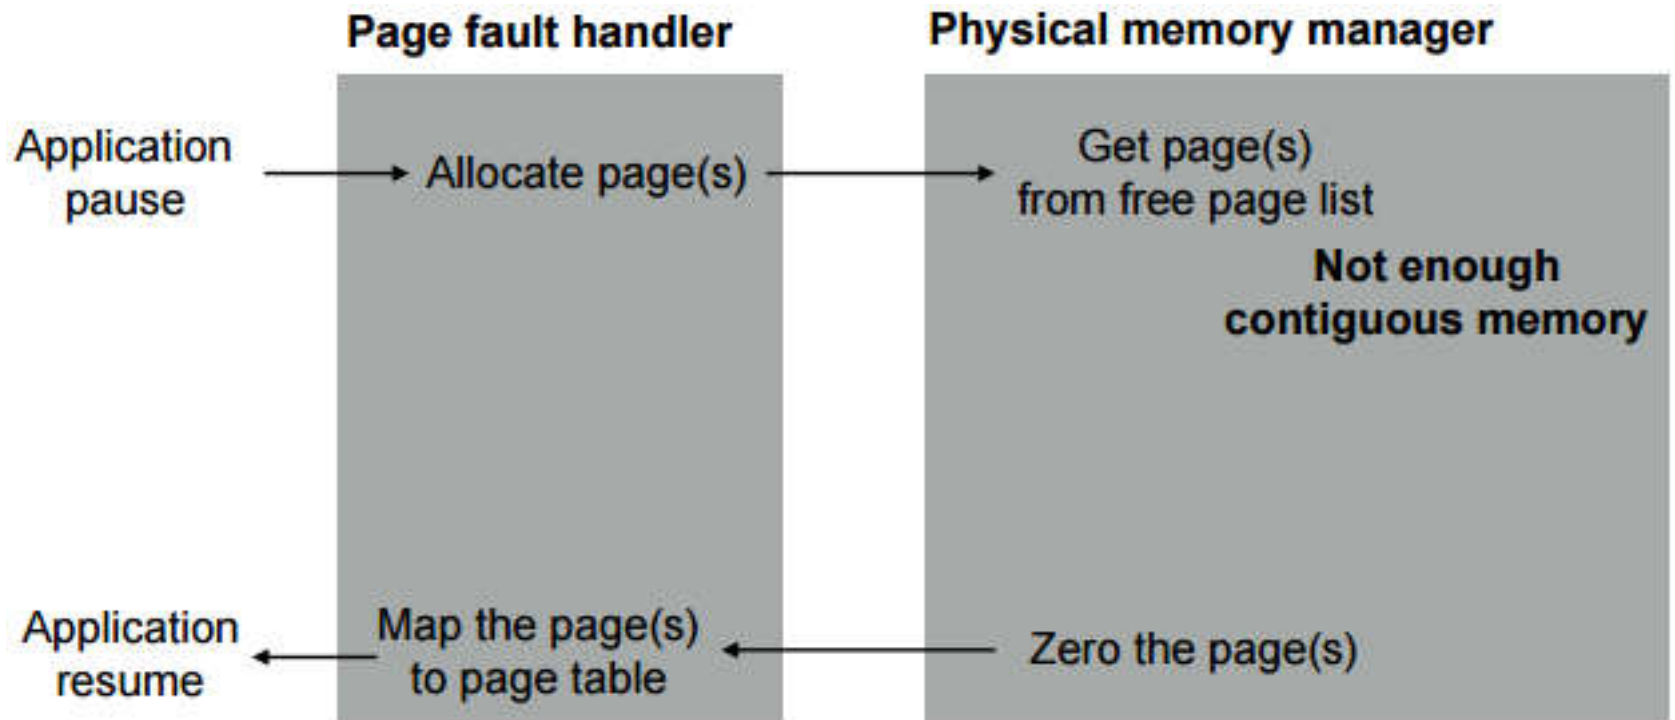 Page fault handler
Physical memory manager
Application
pause
Allocate page(s)
Get page(s)
from free page list
Not enough
contiguous memory
Application
resume
Map the page(s)
to page table
Zero the page(s)